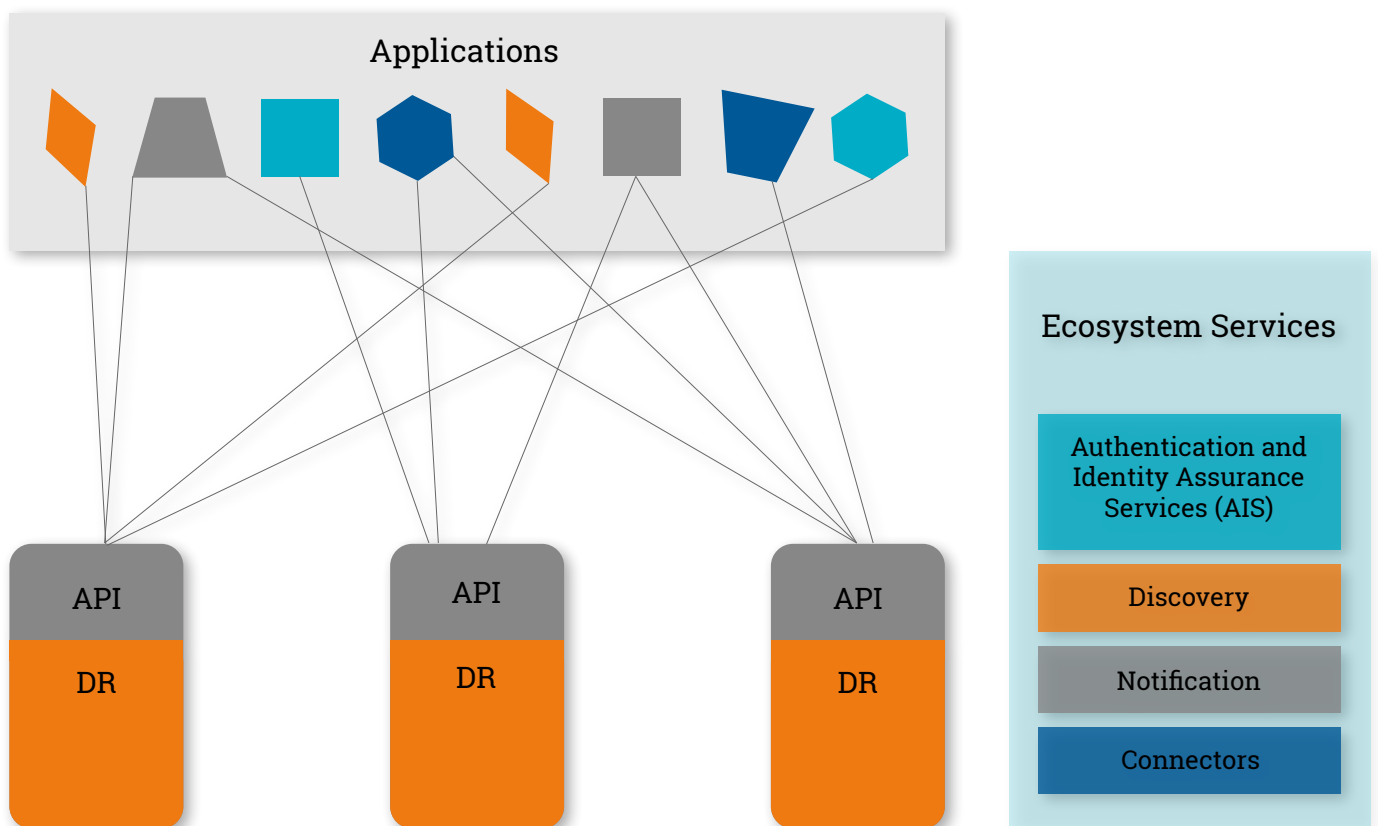 Applications
API
DR
API
DR
API
DR
Ecosystem Services
Authentication and
Identity Assurance
Services (AIS)
Discovery
Notification
Connectors